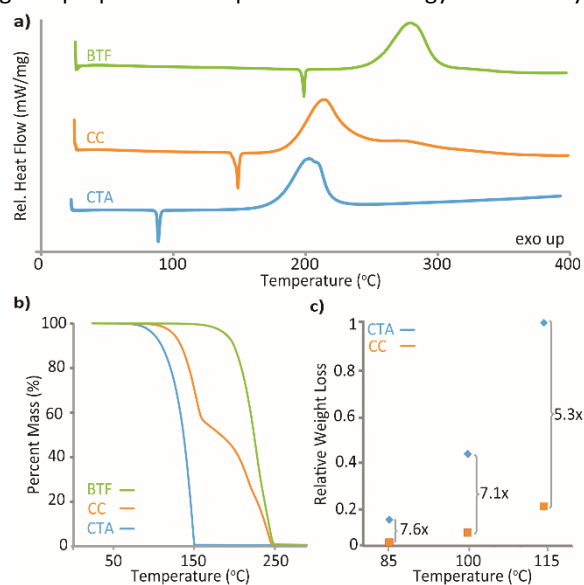 a)
BTF
CC
CTA
Rel. Heat Flow (mW/mg)
exo up
0 100 200 300 400
Temperature (°C)
b)
100
80
60
40
20
0
Percent Mass (%)
BTF
CC
CTA
50 150 250
Temperature (°C)
c)
CTA
CC
1
0.8
0.6
0.4
0.2
0
Relative Weight Loss
7.6x
7.1x
5.3x
85 100 115
Temperature (°C)